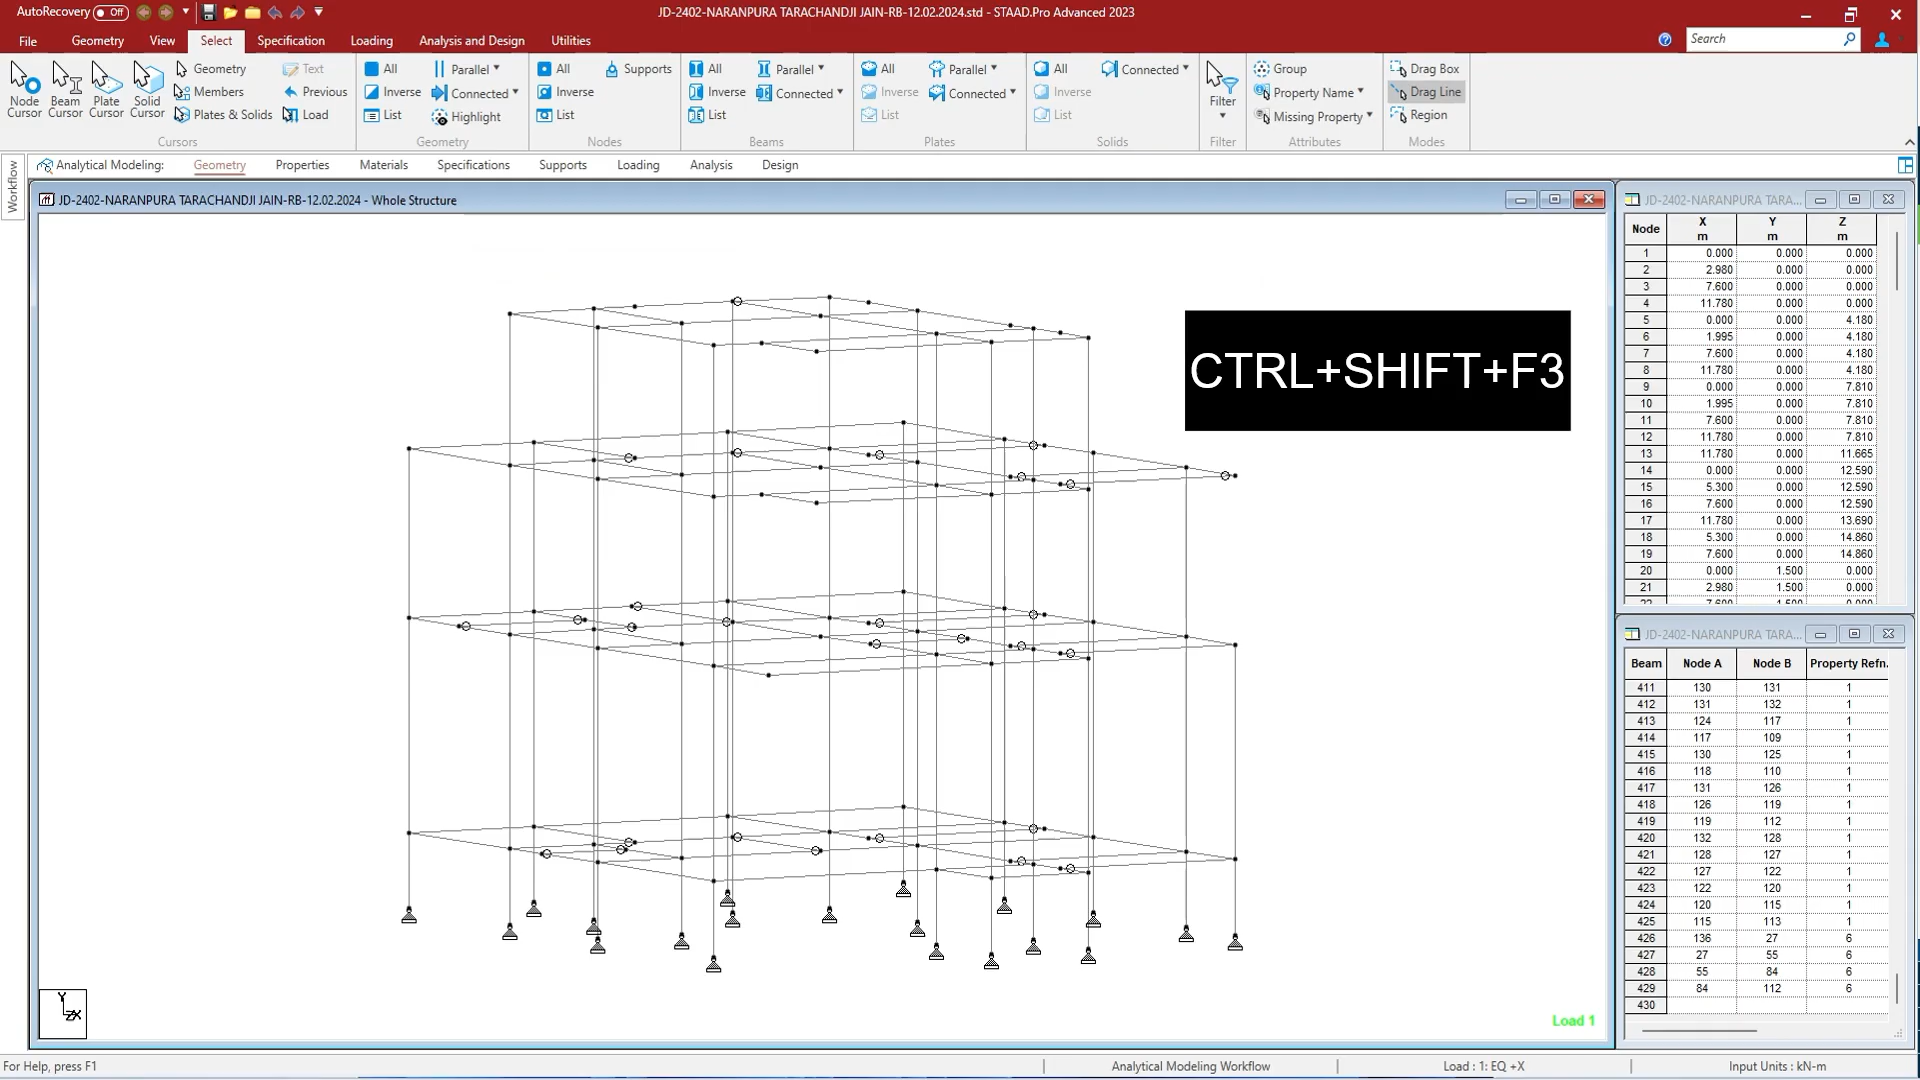 AutoRecovery Off
JD-2402-NARANPURA TARACHANDJI JAIN-RB-12.02.2024.std - STAAD.Pro Advanced 2023
File Geometry View Select Specification Loading Analysis and Design Utilities Search
Node Cursor
Beam Cursor
Plate Cursor
Solid Cursor
Geometry Text
Members Previous
Plates & Solids Load
Cursors
All Parallel
Inverse Connected
List Highlight
Geometry
All Supports
Inverse
List
Nodes
All Parallel
Inverse Connected
List
Beams
All Parallel
Inverse Connected
List
Plates
All Connected
Inverse
List
Solids
Filter
Filter
Group
Property Name
Missing Property
Attributes
Drag Box
Drag Line
Region
Modes
Workflow
Analytical Modeling: Geometry Properties Materials Specifications Supports Loading Analysis Design
JD-2402-NARANPURA TARACHANDJI JAIN-RB-12.02.2024 - Whole Structure
CTRL+SHIFT+F3
Y
ZX
Load 1
JD-2402-NARANPURA TARA...
Node X m Y m Z m
1 0.000 0.000 0.000
2 2.980 0.000 0.000
3 7.600 0.000 0.000
4 11.780 0.000 0.000
5 0.000 0.000 4.180
6 1.995 0.000 4.180
7 7.600 0.000 4.180
8 11.780 0.000 4.180
9 0.000 0.000 7.810
10 1.995 0.000 7.810
11 7.600 0.000 7.810
12 11.780 0.000 7.810
13 11.780 0.000 11.665
14 0.000 0.000 12.590
15 5.300 0.000 12.590
16 7.600 0.000 12.590
17 11.780 0.000 13.690
18 5.300 0.000 14.860
19 7.600 0.000 14.860
20 0.000 1.500 0.000
21 2.980 1.500 0.000
22 7.600 1.500 0.000
JD-2402-NARANPURA TARA...
Beam Node A Node B Property Refn.
411 130 131 1
412 131 132 1
413 124 117 1
414 117 109 1
415 130 125 1
416 118 110 1
417 131 126 1
418 126 119 1
419 119 112 1
420 132 128 1
421 128 127 1
422 127 122 1
423 122 120 1
424 120 115 1
425 115 113 1
426 136 27 6
427 27 55 6
428 55 84 6
429 84 112 6
430
For Help, press F1
Analytical Modeling Workflow
Load : 1: EQ +X
Input Units : kN-m